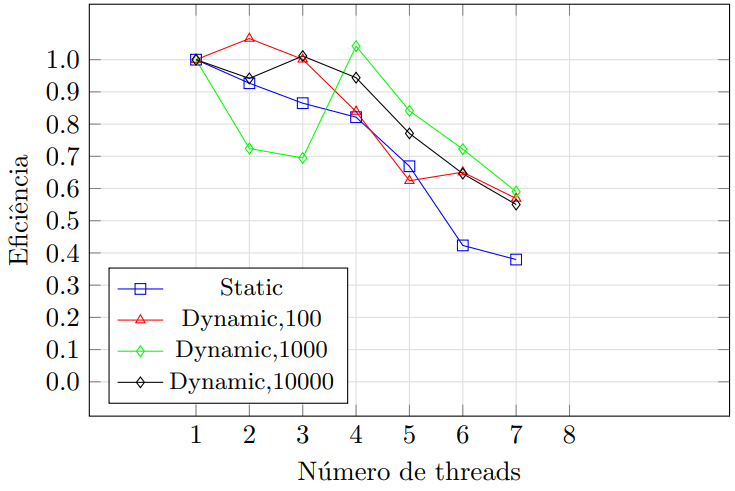 1.0
0.9
0.8
0.7
0.6
0.5
0.4
0.3
0.2
0.1
0.0
Eficiência
Static
Dynamic,100
Dynamic,1000
Dynamic,10000
1 2 3 4 5 6 7 8
Número de threads